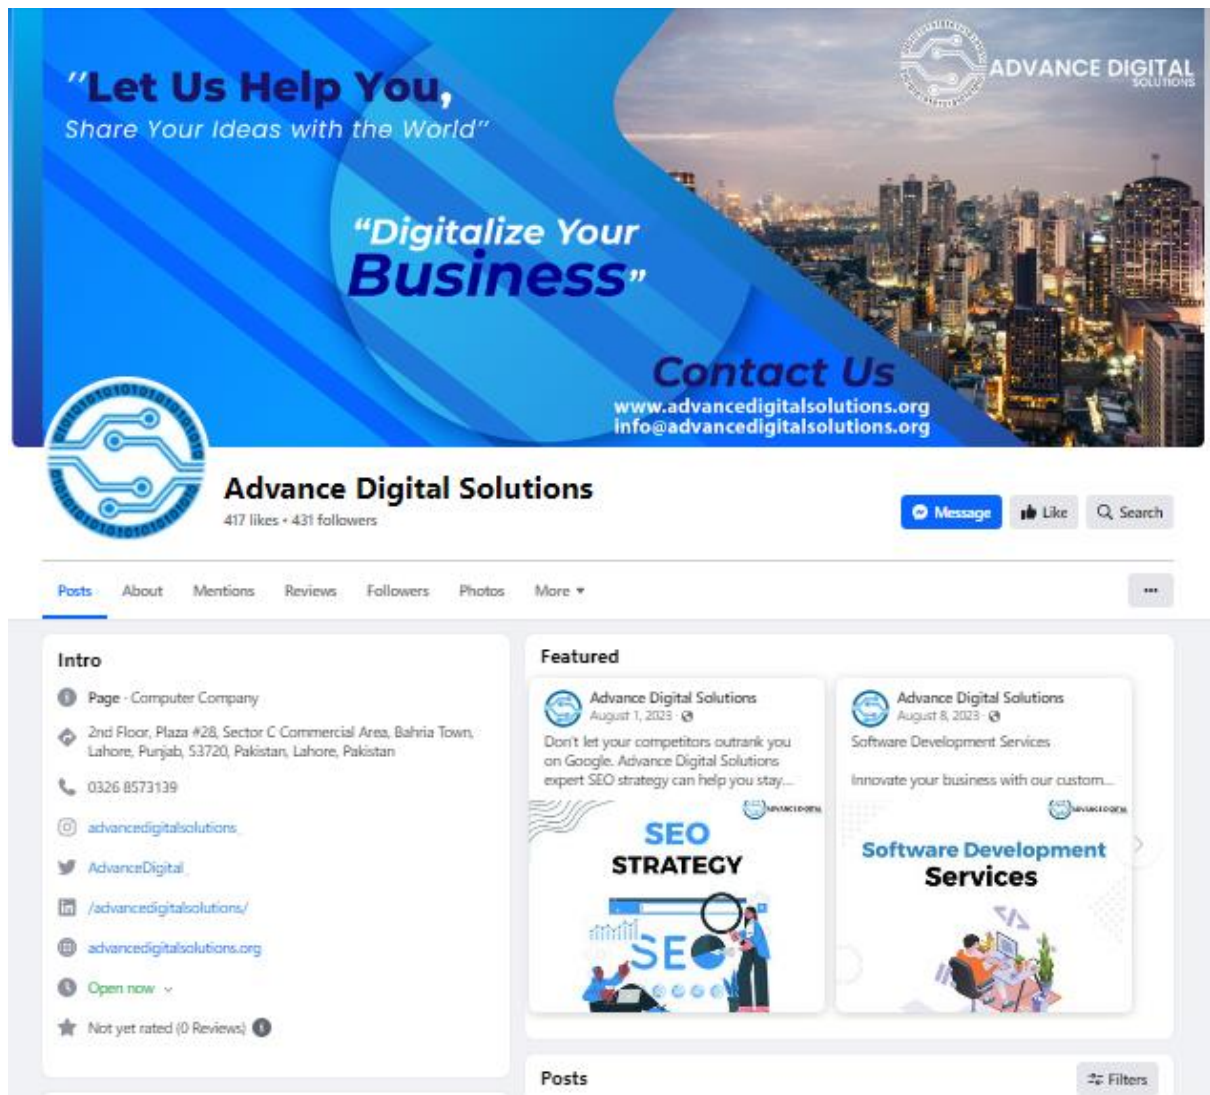 "Let Us Help You,
Share Your Ideas with the World"
ADVANCE DIGITAL
SOLUTIONS
"Digitalize Your
Business"
Contact Us
www.advancedigitalsolutions.org
info@advancedigitalsolutions.org
Advance Digital Solutions
417 likes • 431 followers
Message
Like
Search
Posts
About
Mentions
Reviews
Followers
Photos
More
Intro
Page · Computer Company
2nd Floor, Plaza #28, Sector C Commercial Area, Bahria Town,
Lahore, Punjab, 53720, Pakistan, Lahore, Pakistan
0326 8573139
advancedigitalsolutions_
AdvanceDigital_
/advancedigitalsolutions/
advancedigitalsolutions.org
Open now
Not yet rated (0 Reviews)
Featured
Advance Digital Solutions
August 1, 2023
Don't let your competitors outrank you
on Google. Advance Digital Solutions
expert SEO strategy can help you stay...
ADVANCE DIGITAL
SEO
STRATEGY
SEO
Advance Digital Solutions
August 8, 2023
Software Development Services
Innovate your business with our custom...
ADVANCE DIGITAL
Software Development
Services
</>
Posts
Filters